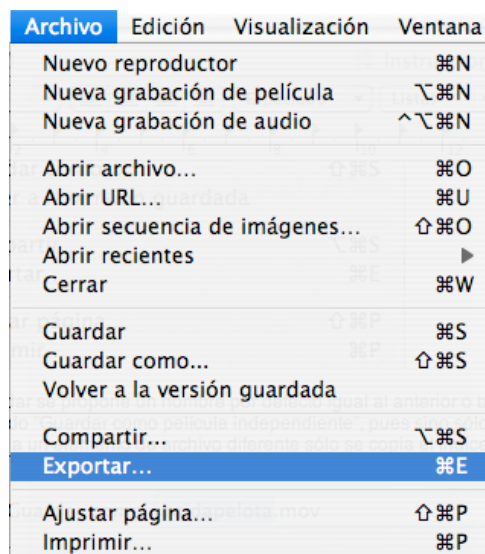 Archivo Edición Visualización Ventana
Nuevo reproductor ⌘N
Nueva grabación de película ⌥⌘N
Nueva grabación de audio ^⌥⌘N
Abrir archivo... ⌘O
Abrir URL... ⌘U
Abrir secuencia de imágenes... ⇧⌘O
Abrir recientes ▶
Cerrar ⌘W
Guardar ⌘S
Guardar como... ⇧⌘S
Volver a la versión guardada
Compartir... ⌥⌘S
Exportar... ⌘E
Ajustar página... ⇧⌘P
Imprimir... ⌘P